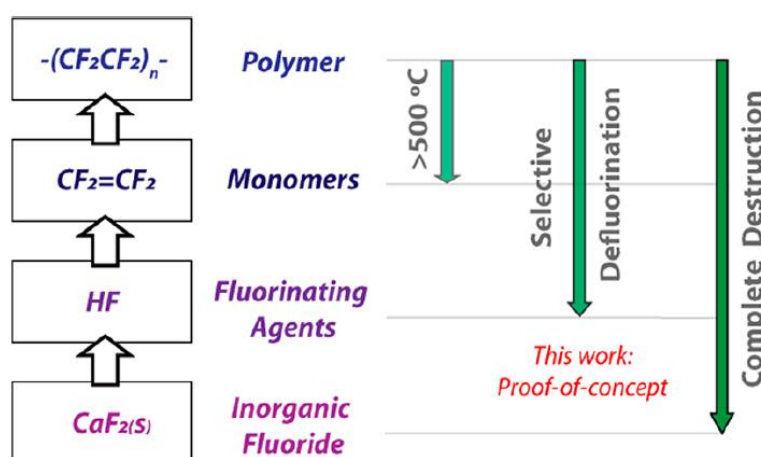 -(CF₂CF₂)ₙ-
Polymer
CF₂=CF₂
Monomers
HF
Fluorinating
Agents
CaF₂(s)
Inorganic
Fluoride
>500 ºC
Selective
Defluorination
Complete Destruction
This work:
Proof-of-concept